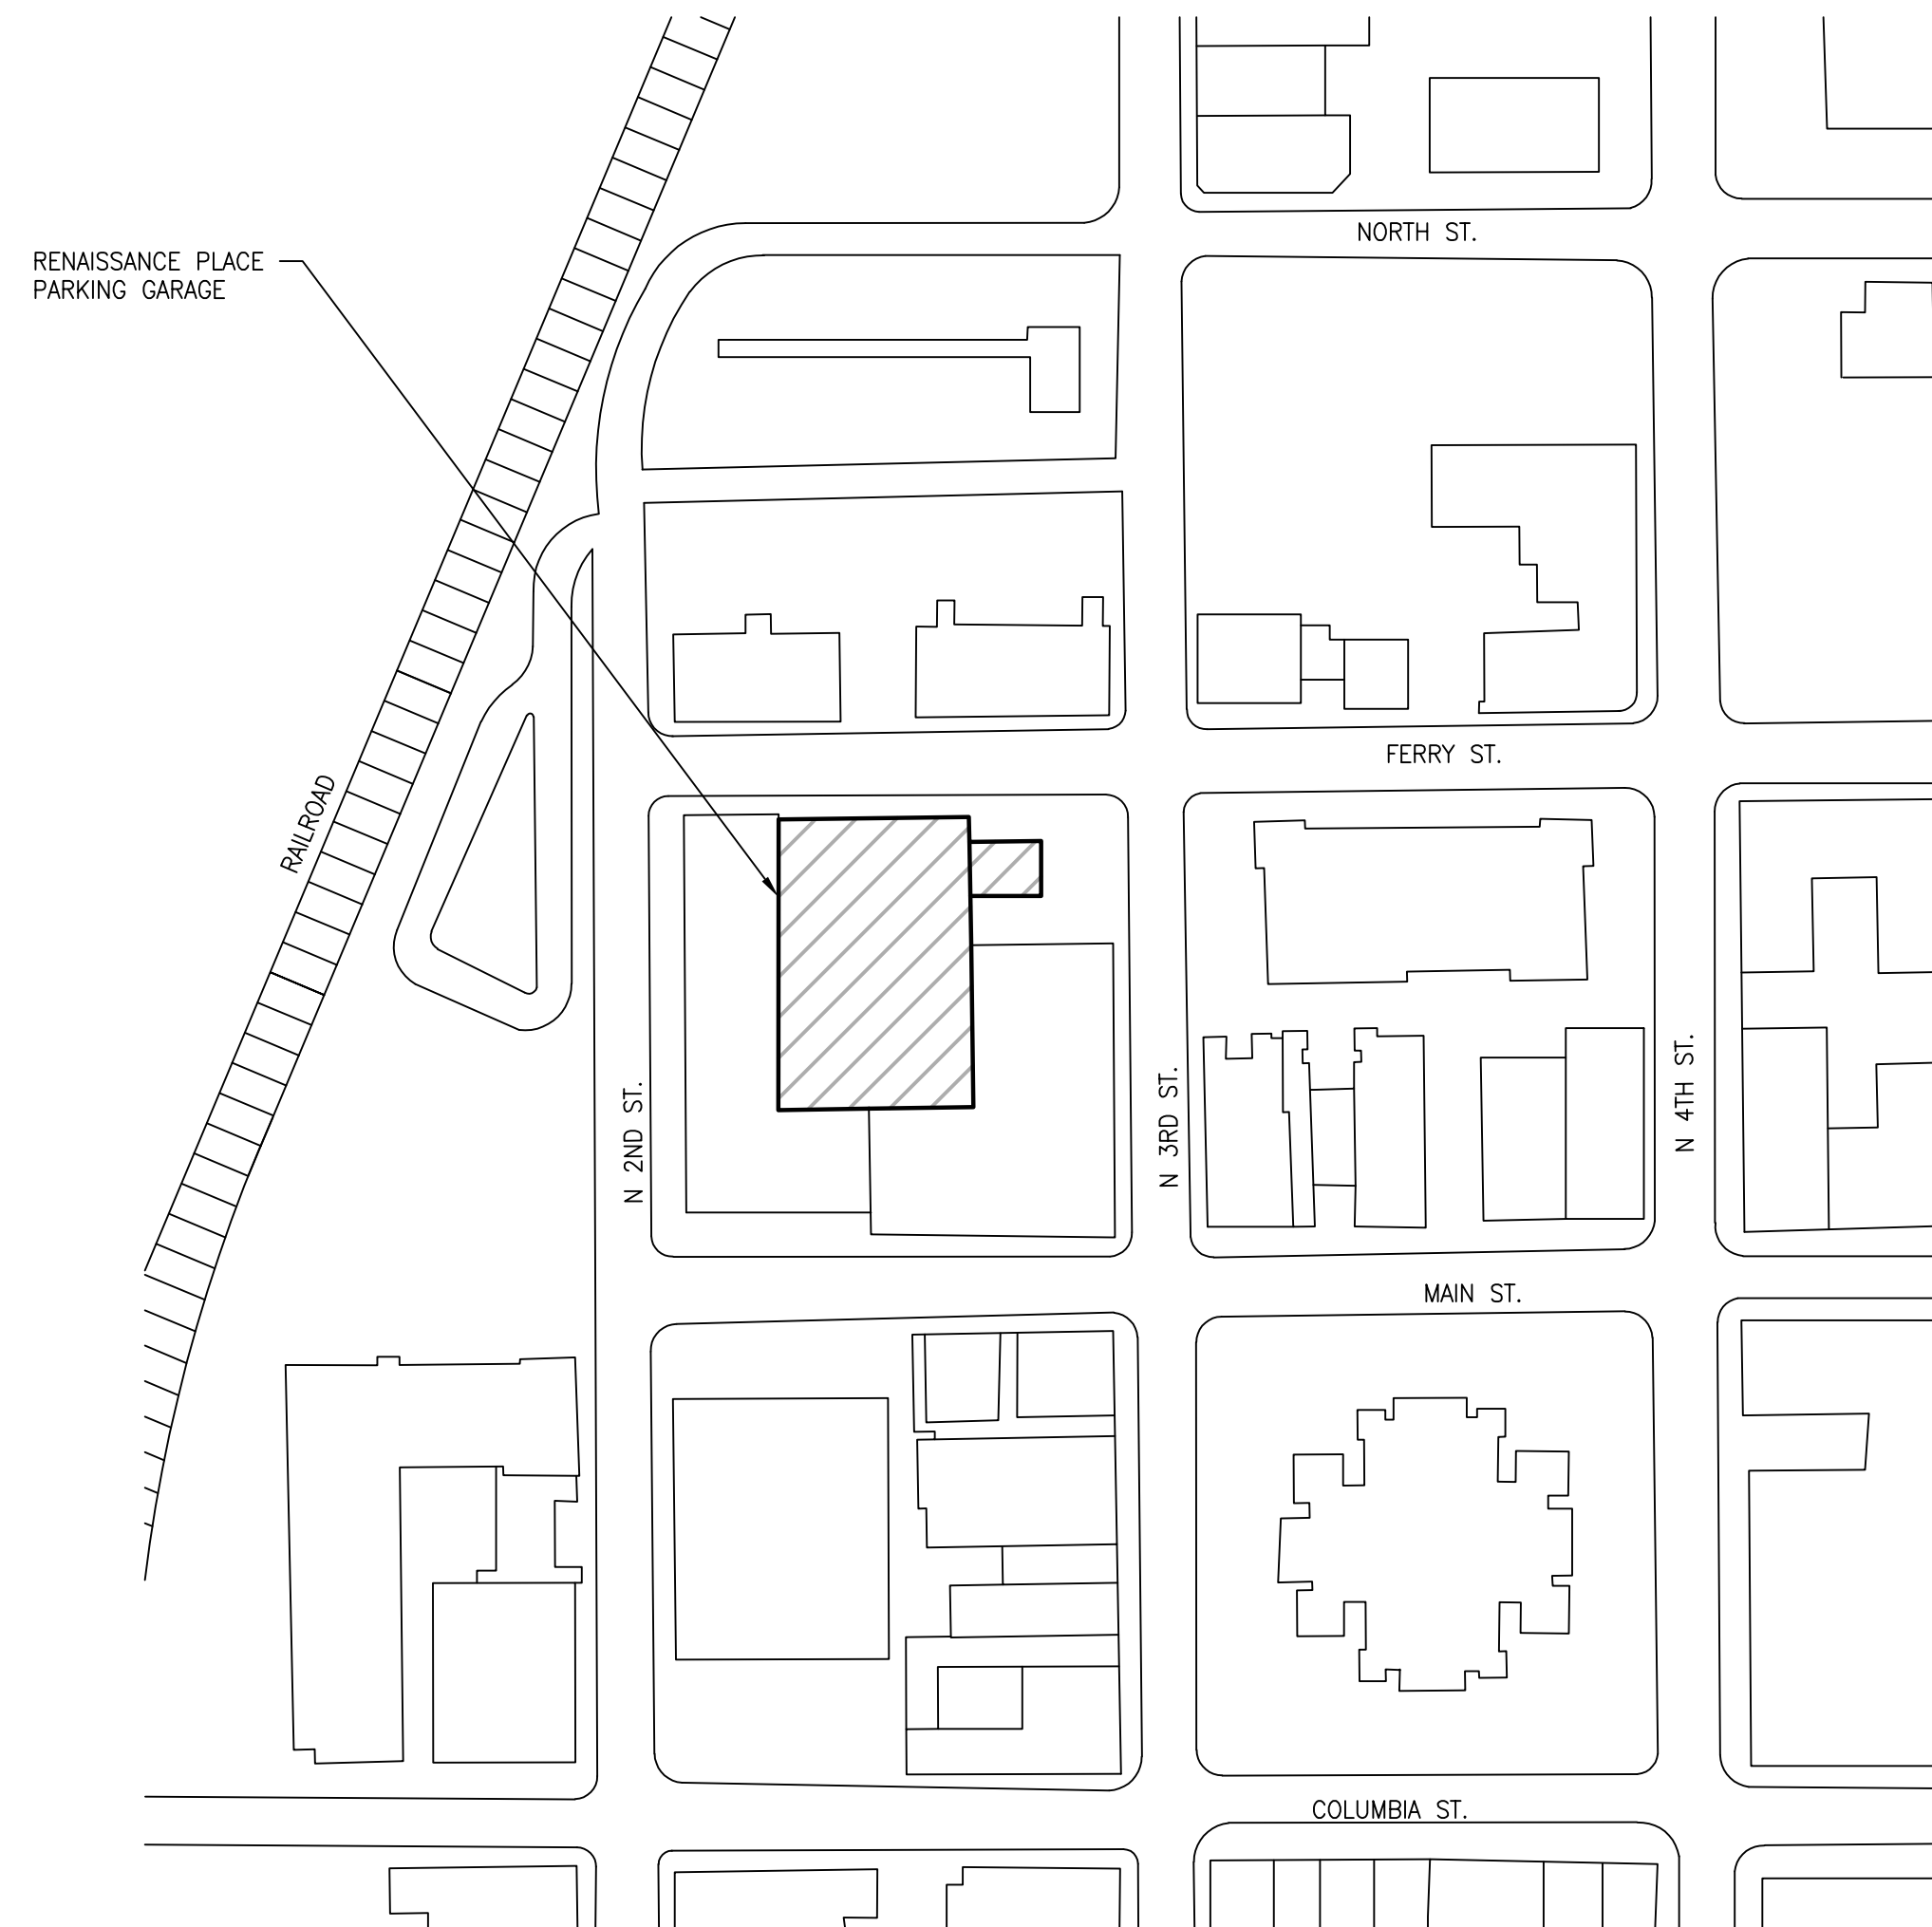 NORTH ST.
RENAISSANCE PLACE
PARKING GARAGE
FERRY ST.
RAILROAD
N 2ND ST.
N 3RD ST.
N 4TH ST.
MAIN ST.
COLUMBIA ST.